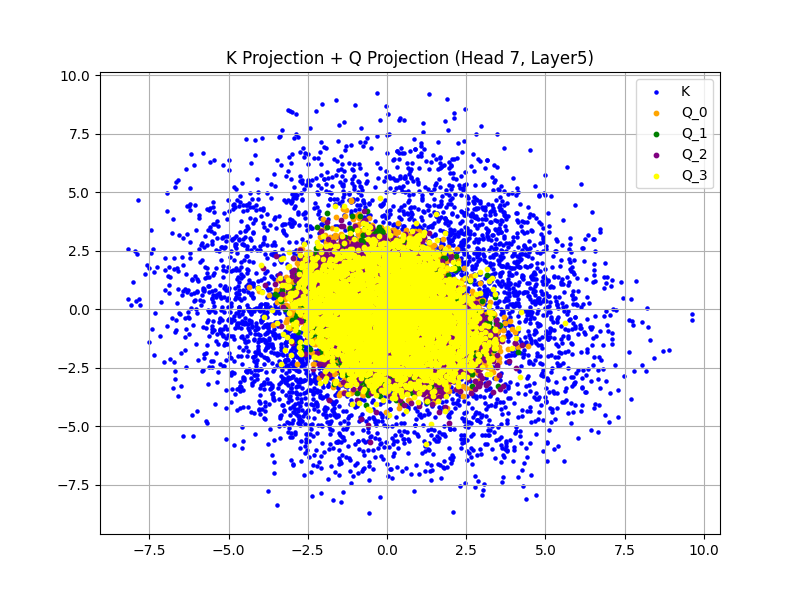 K Projection + Q Projection (Head 7, Layer5)
10.0
7.5
5.0
2.5
0.0
−2.5
−5.0
−7.5
−7.5 −5.0 −2.5 0.0 2.5 5.0 7.5 10.0
K
Q_0
Q_1
Q_2
Q_3